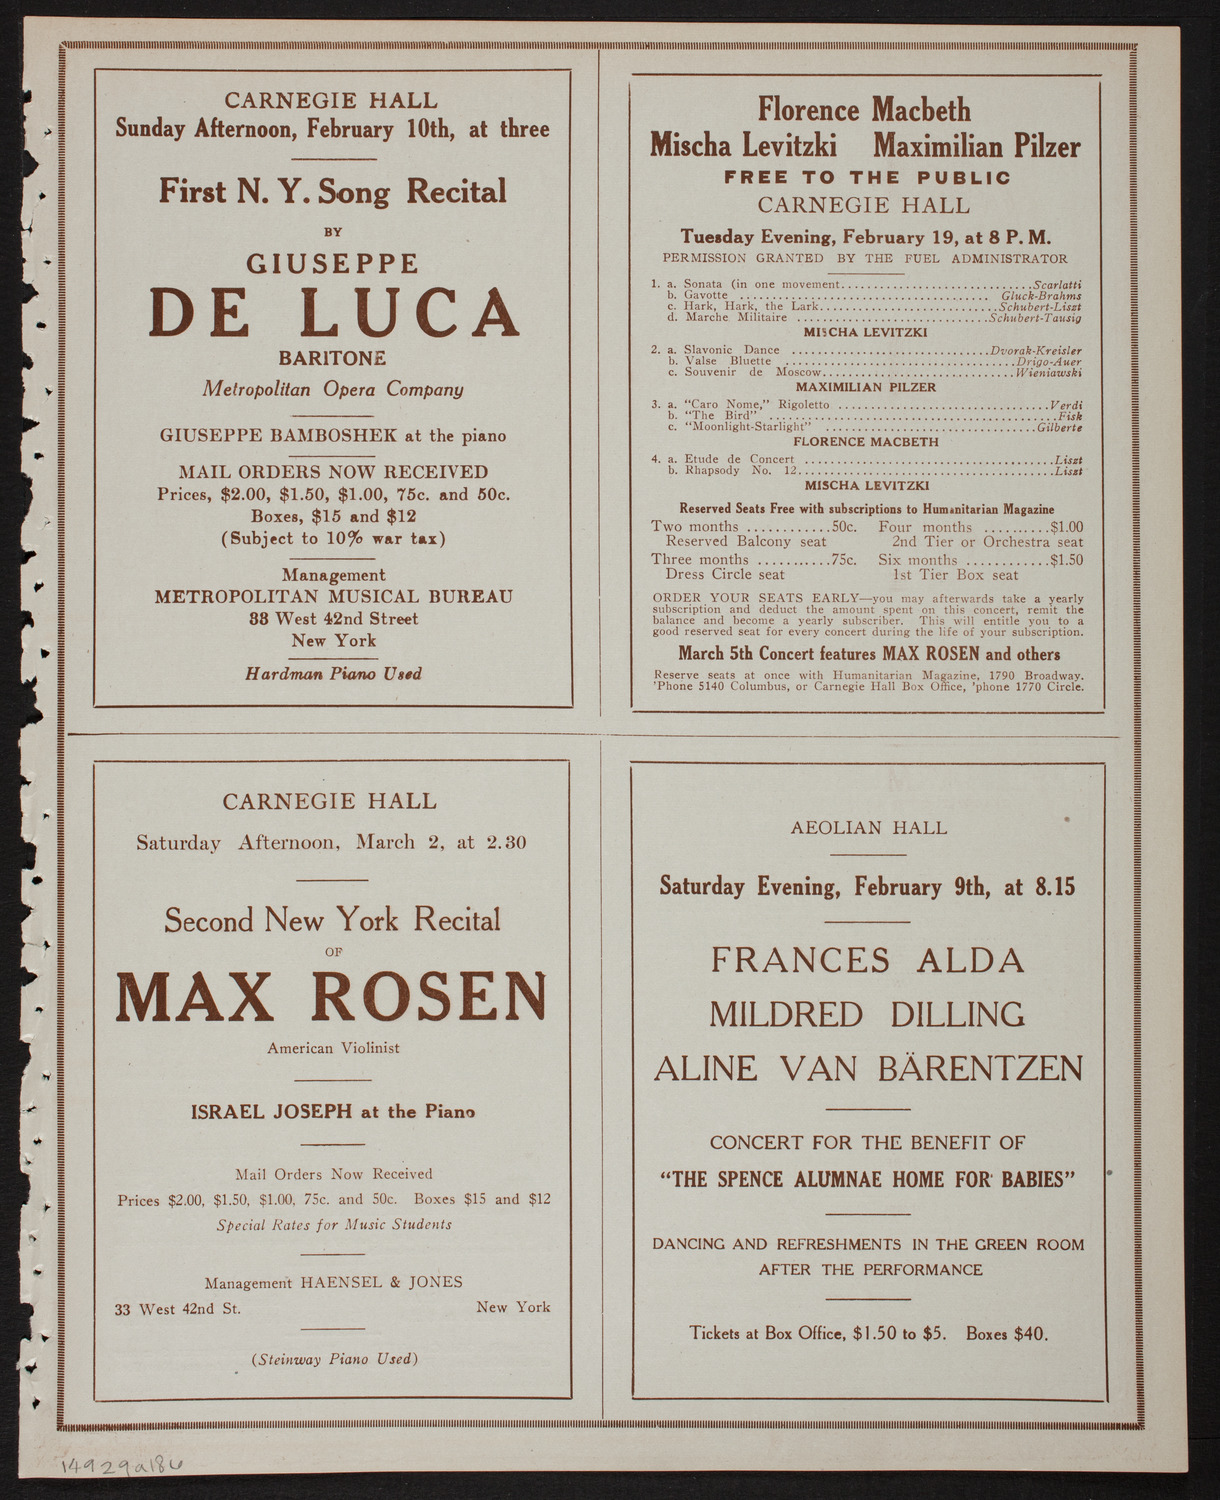 CARNEGIE HALL
Sunday Afternoon, February 10th, at three
First N. Y. Song Recital
BY
GIUSEPPE
DE LUCA
BARITONE
Metropolitan Opera Company
GIUSEPPE BAMBOSHEK at the piano
MAIL ORDERS NOW RECEIVED
Prices, $2.00, $1.50, $1.00, 75c. and 50c.
Boxes, $15 and $12
(Subject to 10% war tax)
Management
METROPOLITAN MUSICAL BUREAU
33 West 42nd Street
New York
Hardman Piano Used
Florence Macbeth
Mischa Levitzki Maximilian Pilzer
FREE TO THE PUBLIC
CARNEGIE HALL
Tuesday Evening, February 19, at 8 P. M.
PERMISSION GRANTED BY THE FUEL ADMINISTRATOR
1. a. Sonata (in one movement............................Scarlatti
b. Gavotte .................................... Gluck-Brahms
c. Hark, Hark, the Lark..........................Schubert-Liszt
d. Marche Militaire ............................Schubert-Tausig
MISCHA LEVITZKI
2. a. Slavonic Dance .................................Dvorak-Kreisler
b. Valse Bluette ....................................Drigo-Auer
c. Souvenir de Moscow...............................Wieniawski
MAXIMILIAN PILZER
3. a. "Caro Nome," Rigoletto ..................................Verdi
b. "The Bird" ..............................................Fisk
c. "Moonlight-Starlight" .................................Gilberte
FLORENCE MACBETH
4. a. Etude de Concert ........................................Liszt
b. Rhapsody No. 12.........................................Liszt
MISCHA LEVITZKI
Reserved Seats Free with subscriptions to Humanitarian Magazine
Two months ............50c. Four months ..........$1.00
Reserved Balcony seat 2nd Tier or Orchestra seat
Three months ...........75c. Six months ............$1.50
Dress Circle seat 1st Tier Box seat
ORDER YOUR SEATS EARLY—you may afterwards take a yearly
subscription and deduct the amount spent on this concert, remit the
balance and become a yearly subscriber. This will entitle you to a
good reserved seat for every concert during the life of your subscription.
March 5th Concert features MAX ROSEN and others
Reserve seats at once with Humanitarian Magazine, 1790 Broadway.
'Phone 5140 Columbus, or Carnegie Hall Box Office, 'phone 1770 Circle.
CARNEGIE HALL
Saturday Afternoon, March 2, at 2.30
Second New York Recital
OF
MAX ROSEN
American Violinist
ISRAEL JOSEPH at the Piano
Mail Orders Now Received
Prices $2.00, $1.50, $1.00, 75c. and 50c. Boxes $15 and $12
Special Rates for Music Students
Management HAENSEL & JONES
33 West 42nd St. New York
(Steinway Piano Used)
AEOLIAN HALL
Saturday Evening, February 9th, at 8.15
FRANCES ALDA
MILDRED DILLING
ALINE VAN BÄRENTZEN
CONCERT FOR THE BENEFIT OF
"THE SPENCE ALUMNAE HOME FOR BABIES"
DANCING AND REFRESHMENTS IN THE GREEN ROOM
AFTER THE PERFORMANCE
Tickets at Box Office, $1.50 to $5. Boxes $40.
14929a186